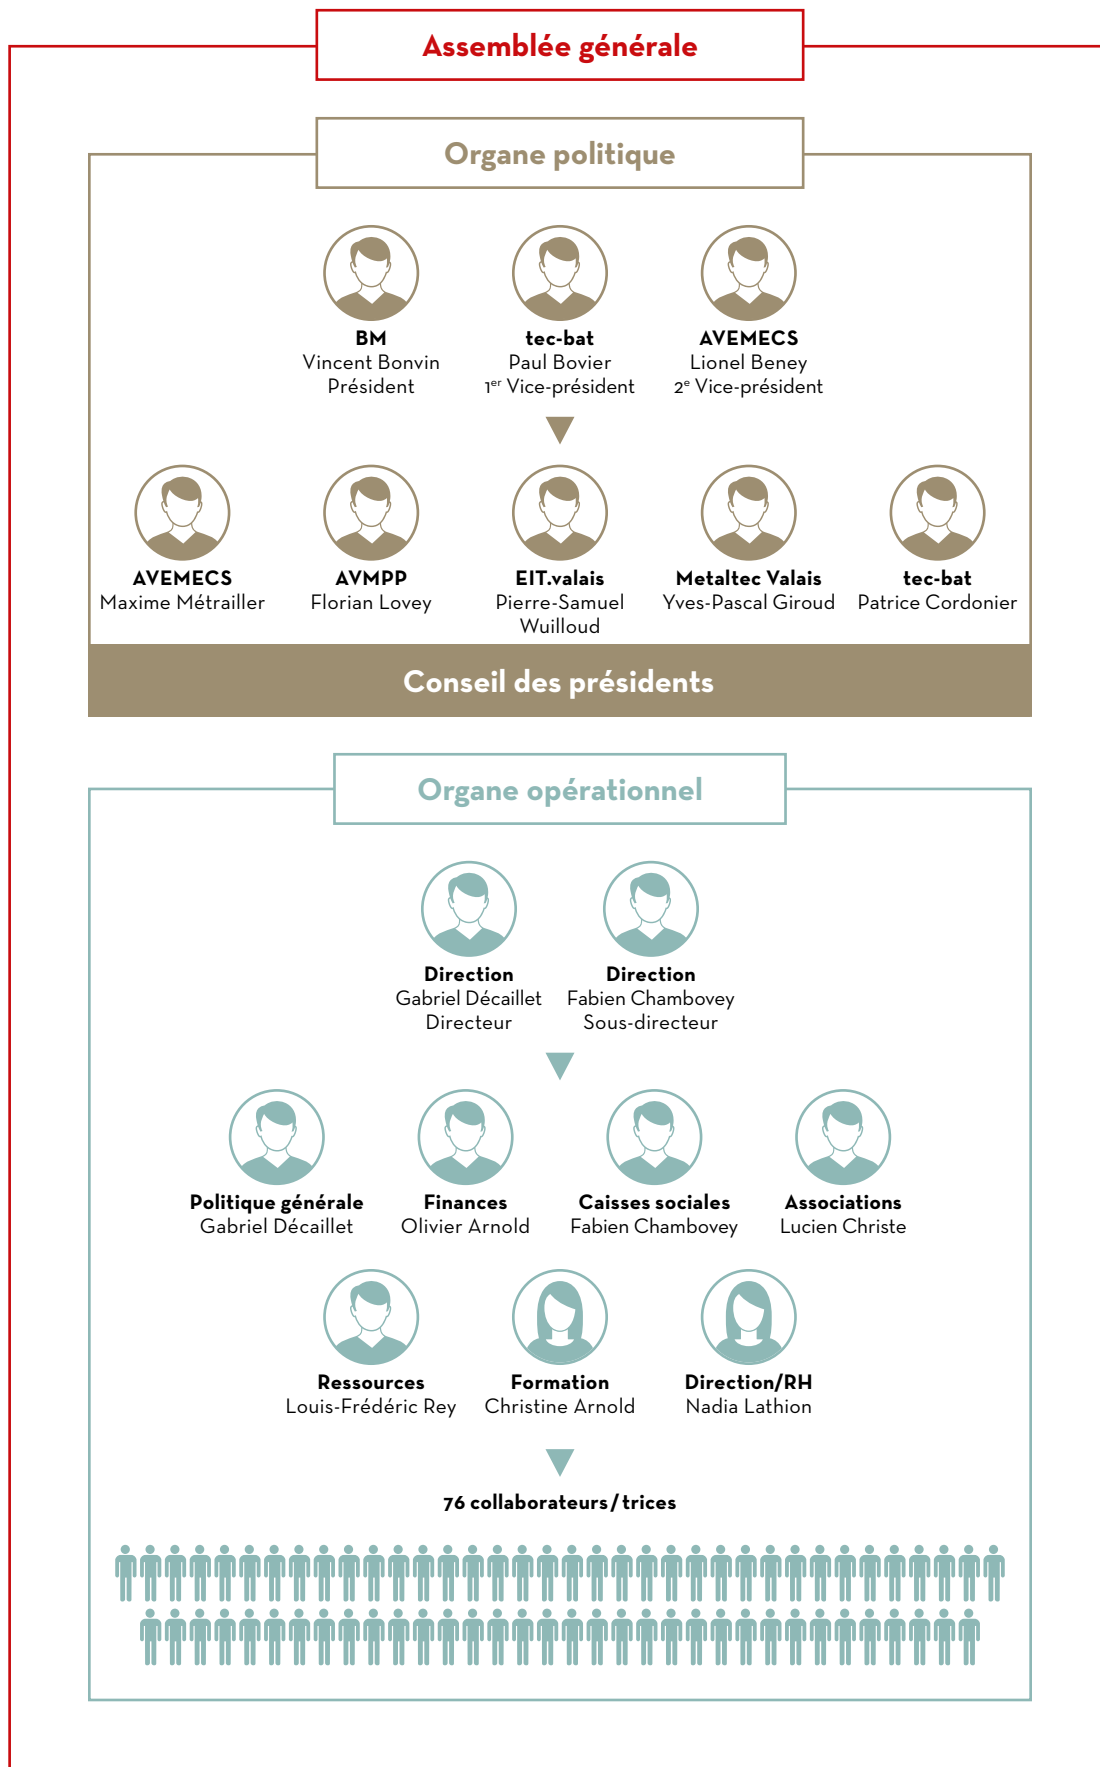 Assemblée générale
Organe politique
BM
Vincent Bonvin
Président
tec-bat
Paul Bovier
1er Vice-président
AVEMECS
Lionel Beney
2e Vice-président
AVEMECS
Maxime Métrailler
AVMPP
Florian Lovey
EIT.valais
Pierre-Samuel
Wuilloud
Metaltec Valais
Yves-Pascal Giroud
tec-bat
Patrice Cordonier
Conseil des présidents
Organe opérationnel
Direction
Gabriel Décaillet
Directeur
Direction
Fabien Chambovey
Sous-directeur
Politique générale
Gabriel Décaillet
Finances
Olivier Arnold
Caisses sociales
Fabien Chambovey
Associations
Lucien Christe
Ressources
Louis-Frédéric Rey
Formation
Christine Arnold
Direction/RH
Nadia Lathion
76 collaborateurs/trices